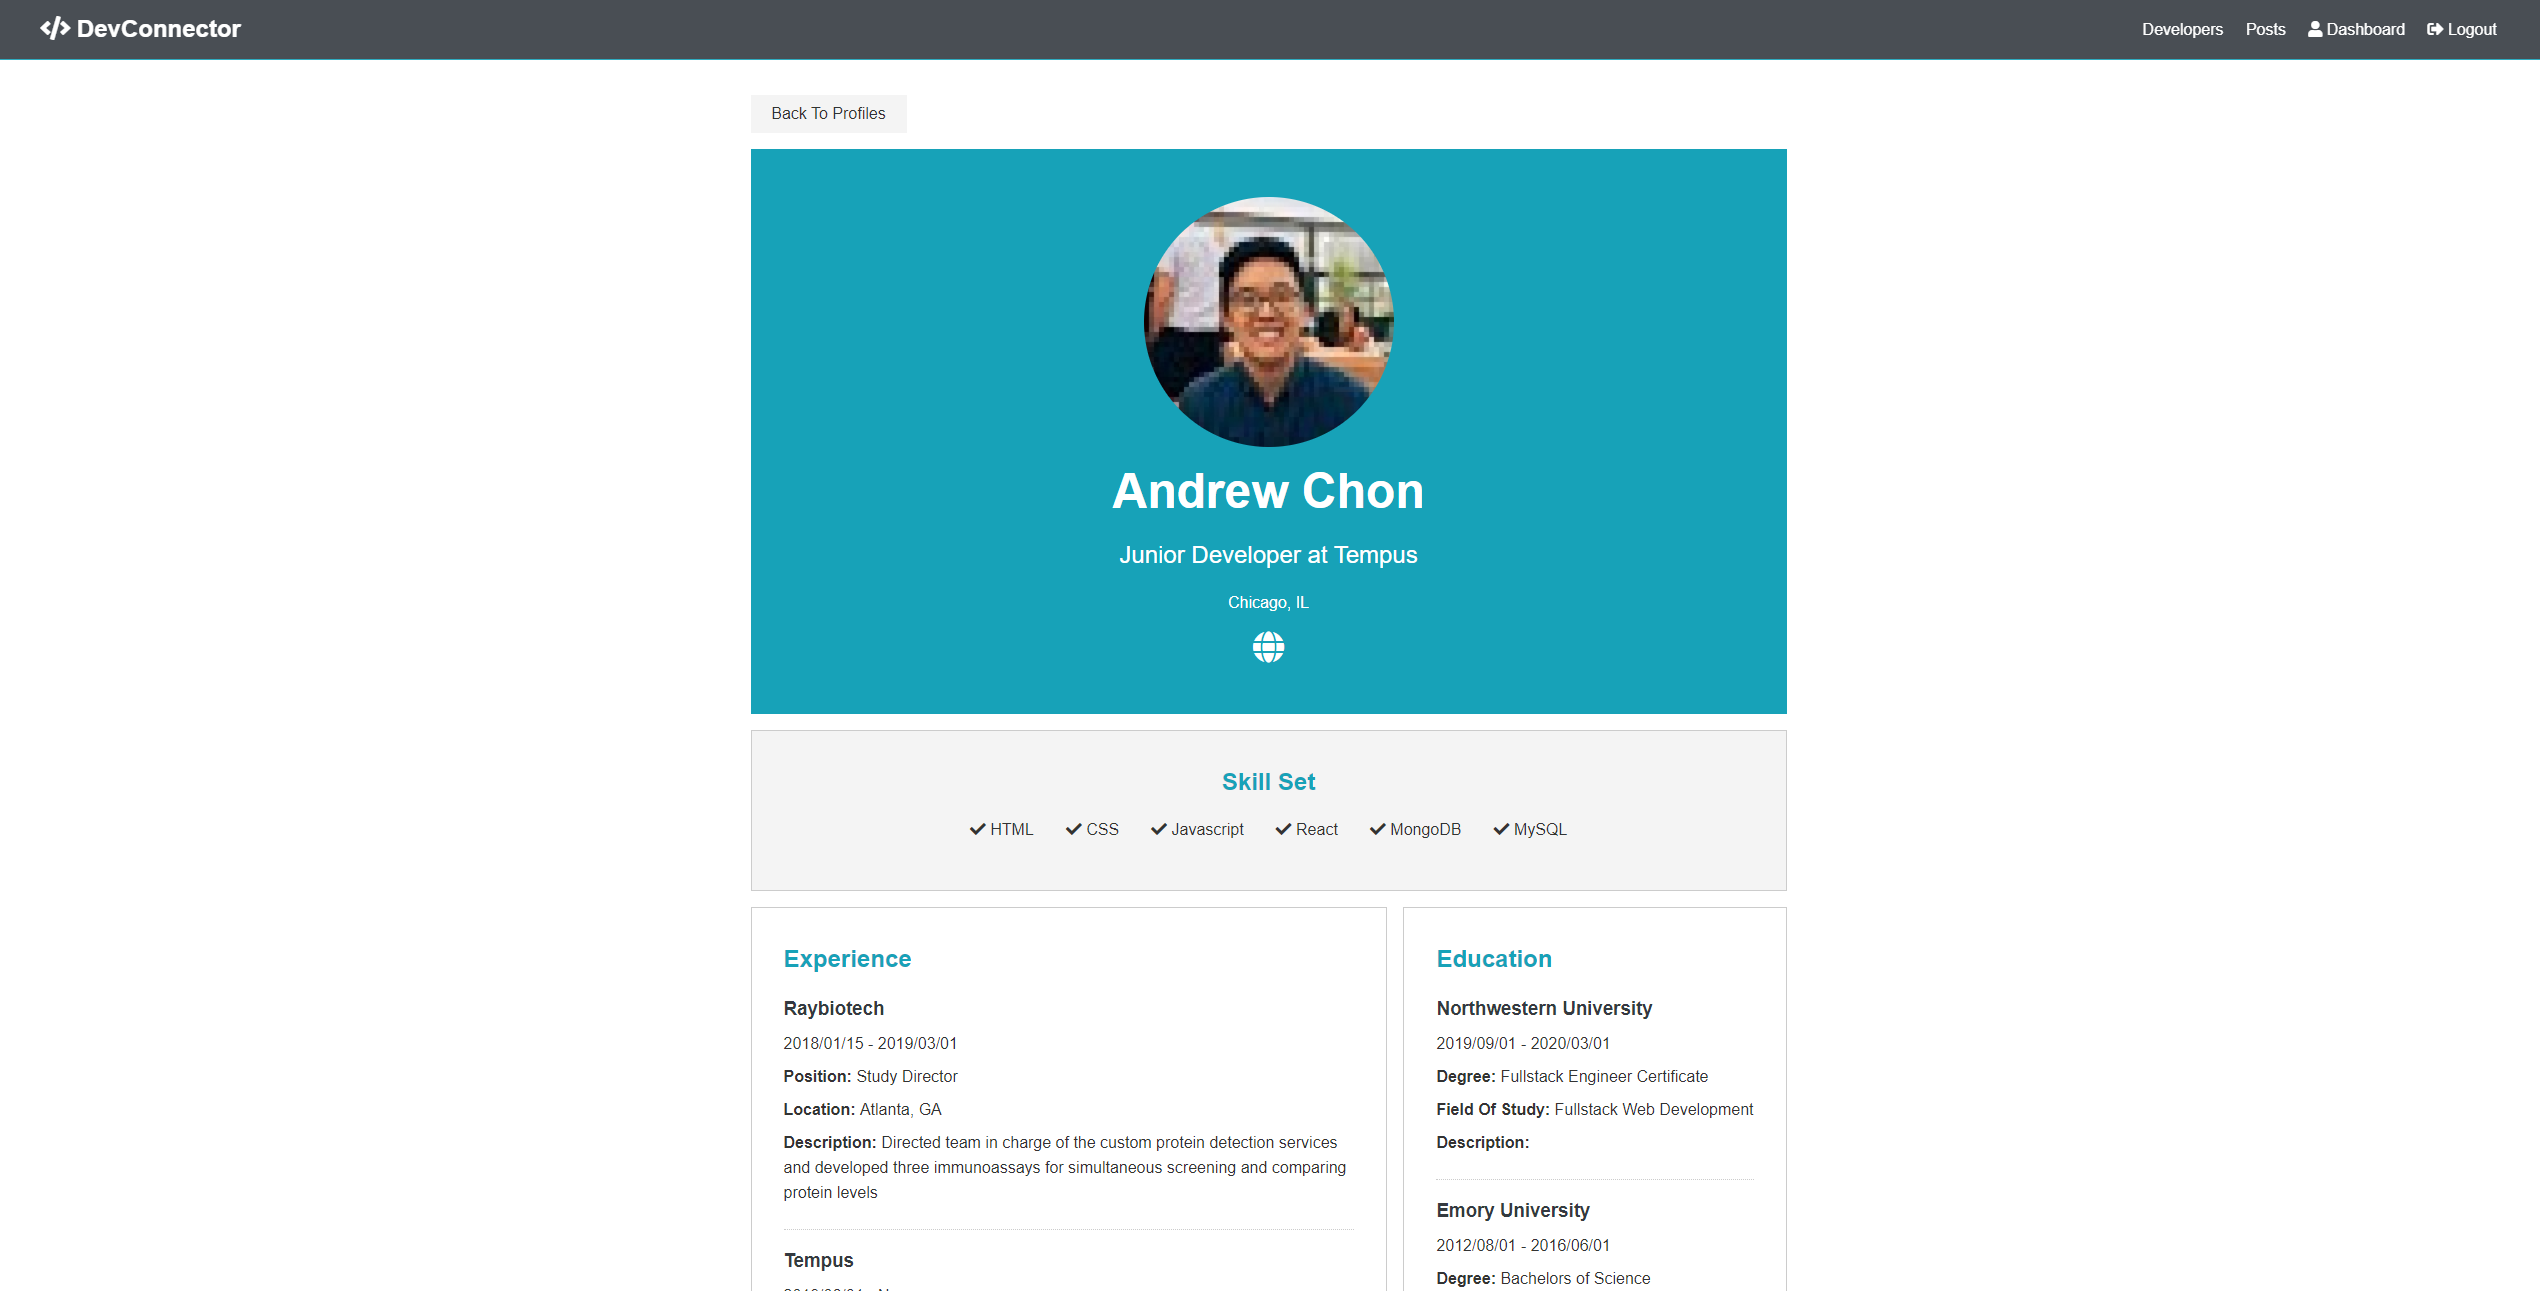 DevConnector
Developers Posts Dashboard Logout
Back To Profiles
Andrew Chon
Junior Developer at Tempus
Chicago, IL
Skill Set
HTML CSS Javascript React MongoDB MySQL
Experience
Raybiotech
2018/01/15 - 2019/03/01
Position: Study Director
Location: Atlanta, GA
Description: Directed team in charge of the custom protein detection services
and developed three immunoassays for simultaneous screening and comparing
protein levels
Tempus
Education
Northwestern University
2019/09/01 - 2020/03/01
Degree: Fullstack Engineer Certificate
Field Of Study: Fullstack Web Development
Description:
Emory University
2012/08/01 - 2016/06/01
Degree: Bachelors of Science